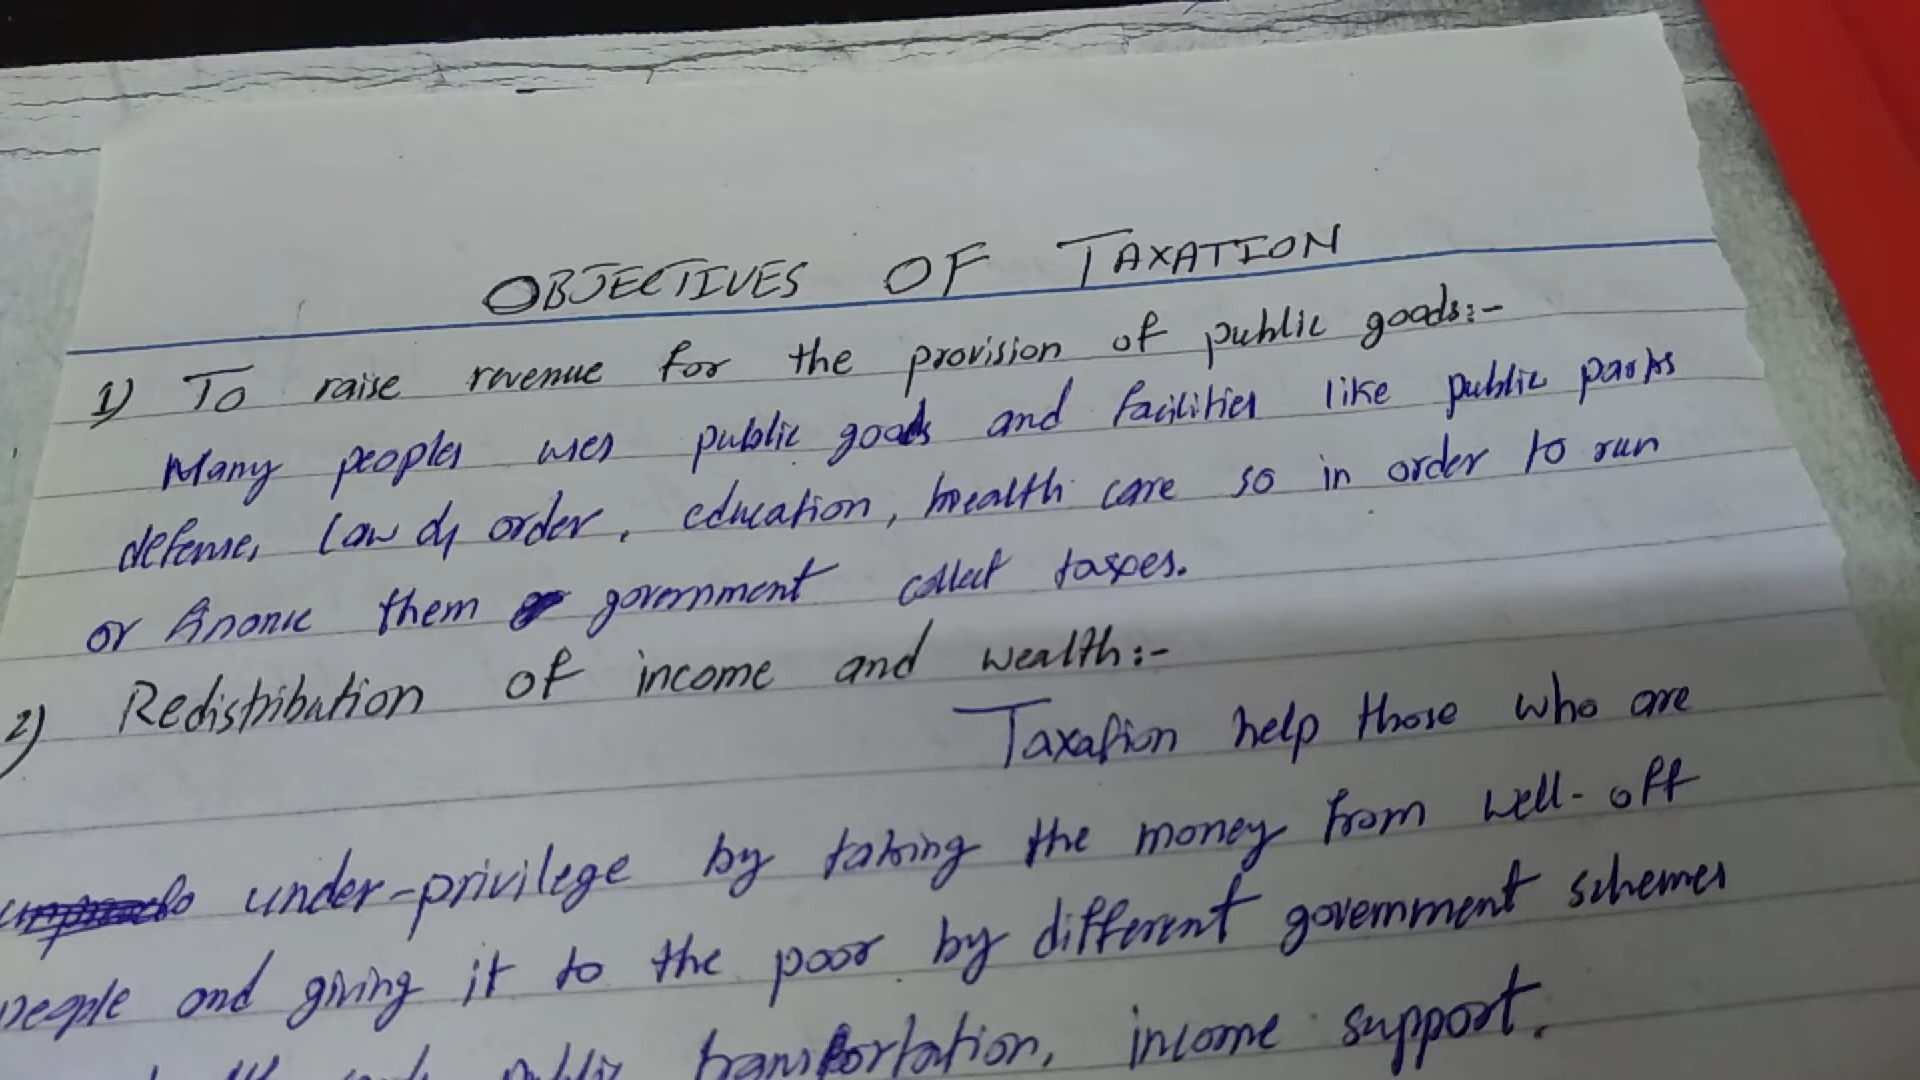 OBJECTIVES OF TAXATION
1) To raise revenue for the provision of public goods:-
Many peoples uses public goods and facilities like public parks
defense, law & order, education, health care so in order to run
or finance them government collect taxes.
2) Redistribution of income and wealth:-
Taxation help those who are
under-privilege by taking the money from well-off
people and giving it to the poor by different government schemes
public transportation, income support.